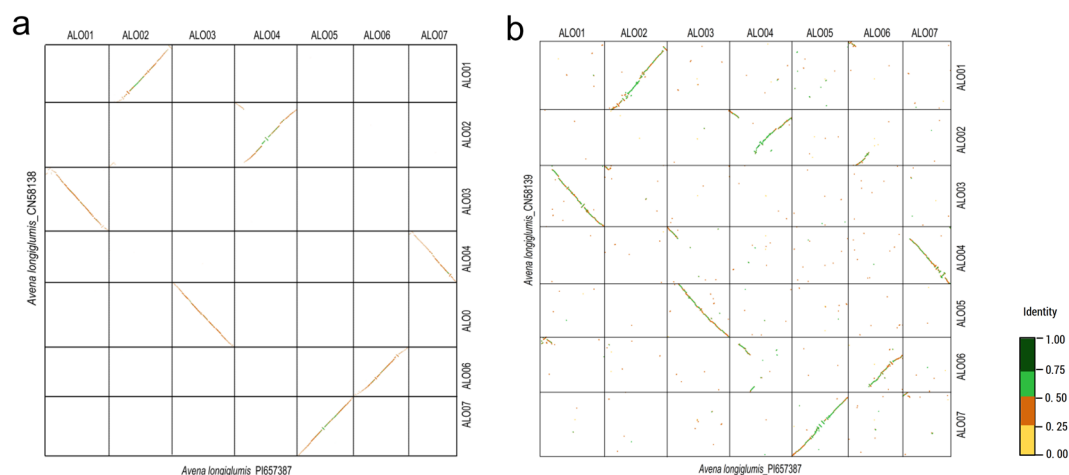 a
ALO01 ALO02 ALO03 ALO04 ALO05 ALO06 ALO07
ALO01
ALO02
ALO03
ALO04
ALO0
ALO06
ALO07
Avena longiglumis_CN58138
Avena longiglumis PI657387
b
ALO01 ALO02 ALO03 ALO04 ALO05 ALO06 ALO07
ALO01
ALO02
ALO03
ALO04
ALO05
ALO06
ALO07
Avena longiglumis_CN58139
Avena longiglumis_PI657387
Identity
1.00
0.75
0.50
0.25
0.00